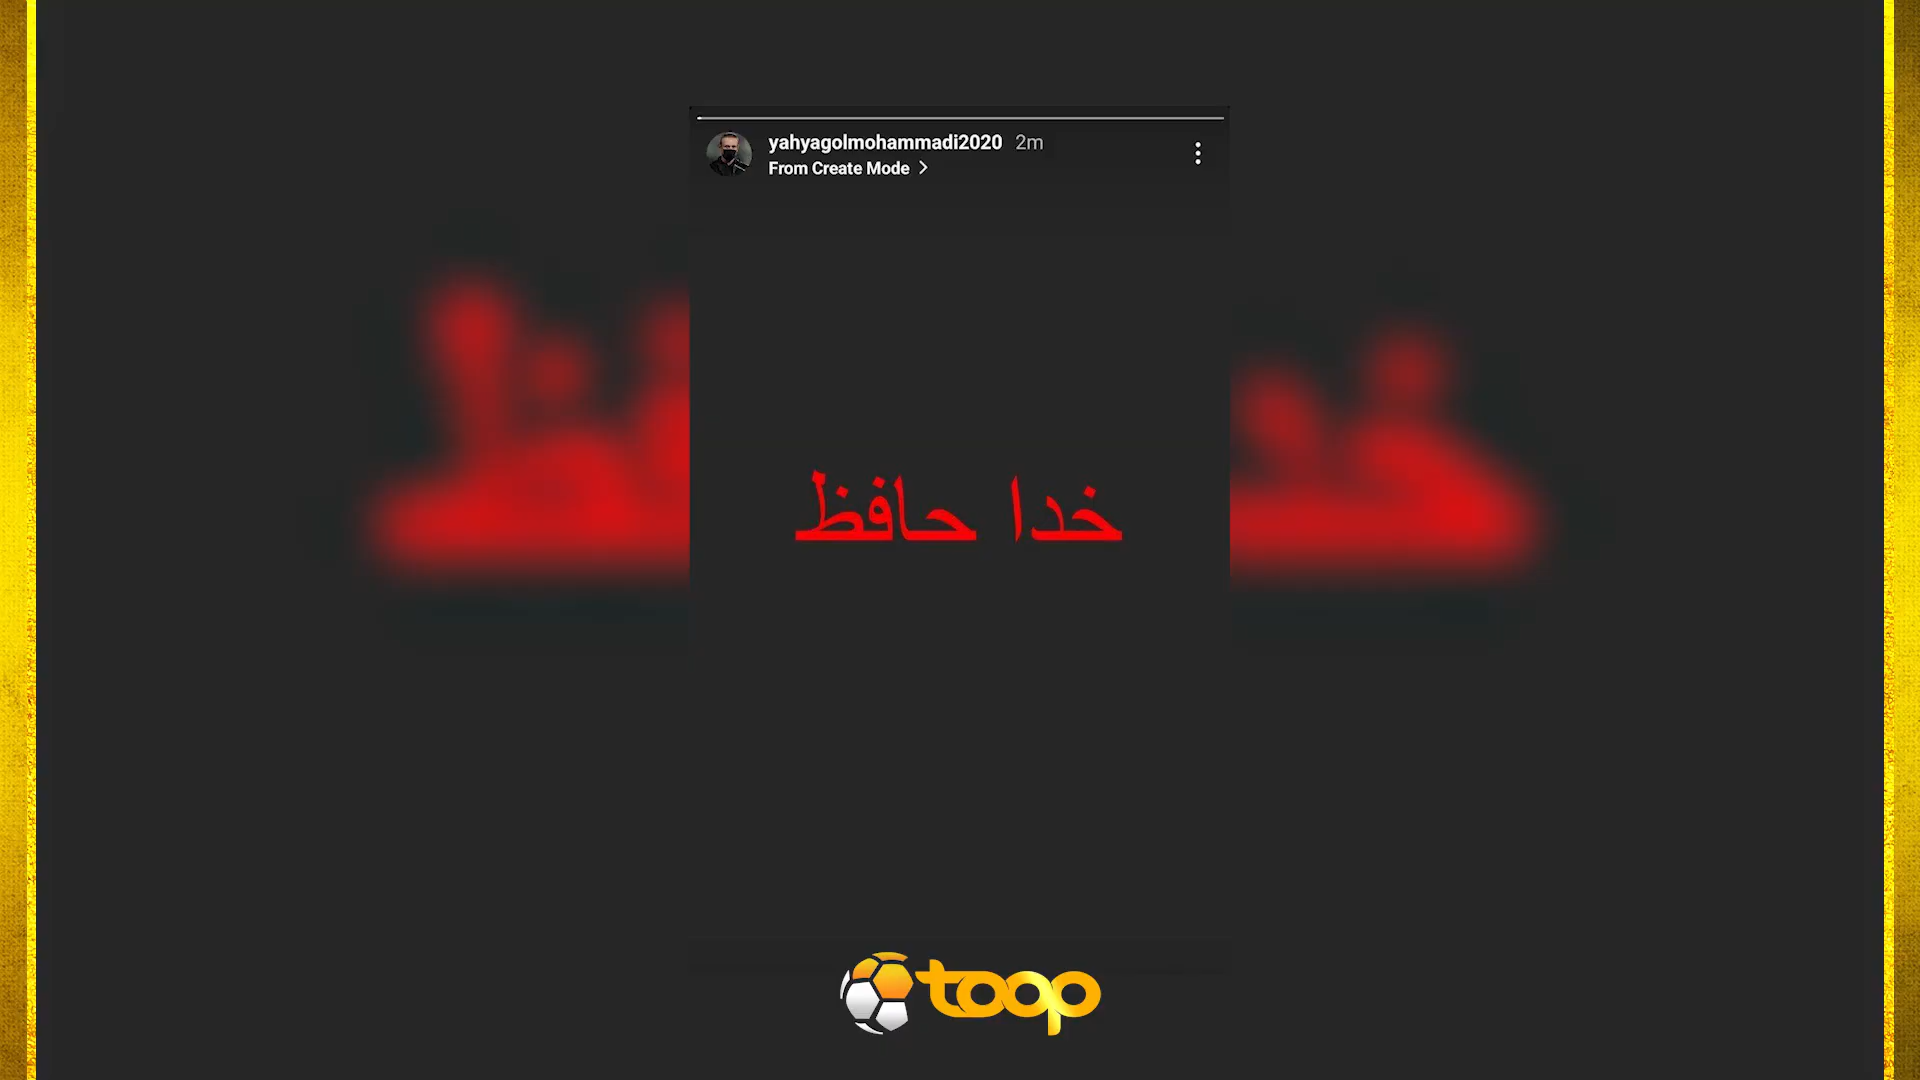 yahyagolmohammadi2020 2m
From Create Mode
خدا حافظ
toop